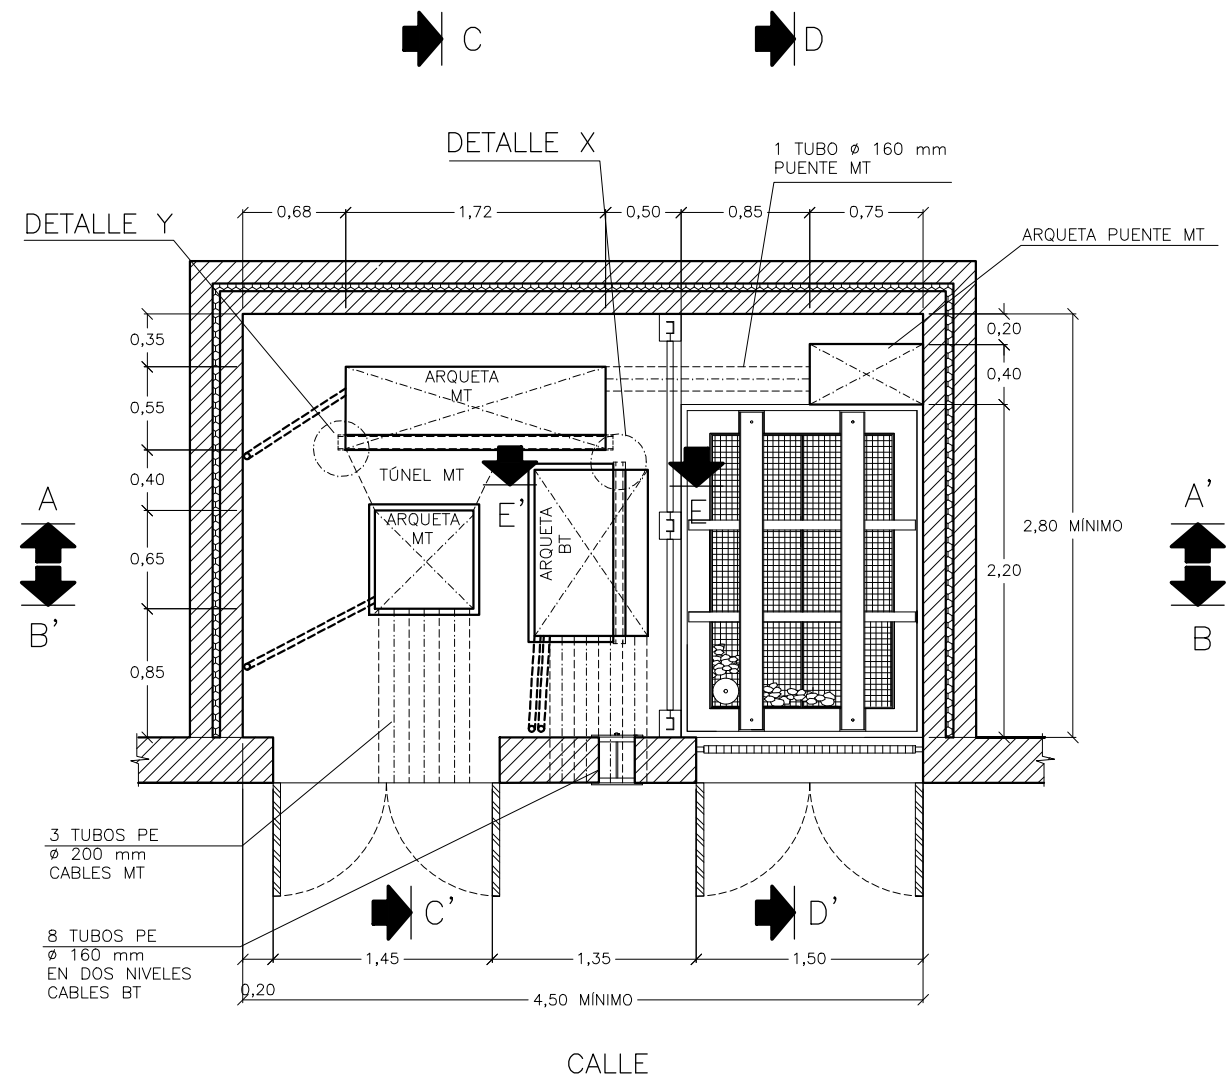 C
D
DETALLE X
1 TUBO ø 160 mm
PUENTE MT
DETALLE Y
0,68
1,72
0,50
0,85
0,75
ARQUETA PUENTE MT
0,35
0,20
ARQUETA
MT
0,40
0,55
TÚNEL MT
0,40
A
E'
E
A'
ARQUETA
MT
ARQUETA
BT
2,80 MÍNIMO
0,65
2,20
B'
B
0,85
3 TUBOS PE
ø 200 mm
CABLES MT
C'
D'
8 TUBOS PE
ø 160 mm
EN DOS NIVELES
CABLES BT
1,45
1,35
1,50
0,20
4,50 MÍNIMO
CALLE